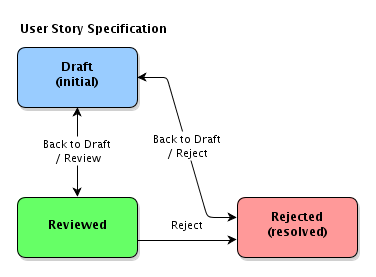 User Story Specification
Draft
(initial)
Back to Draft
/ Review
Back to Draft
/ Reject
Reviewed
Reject
Rejected
(resolved)